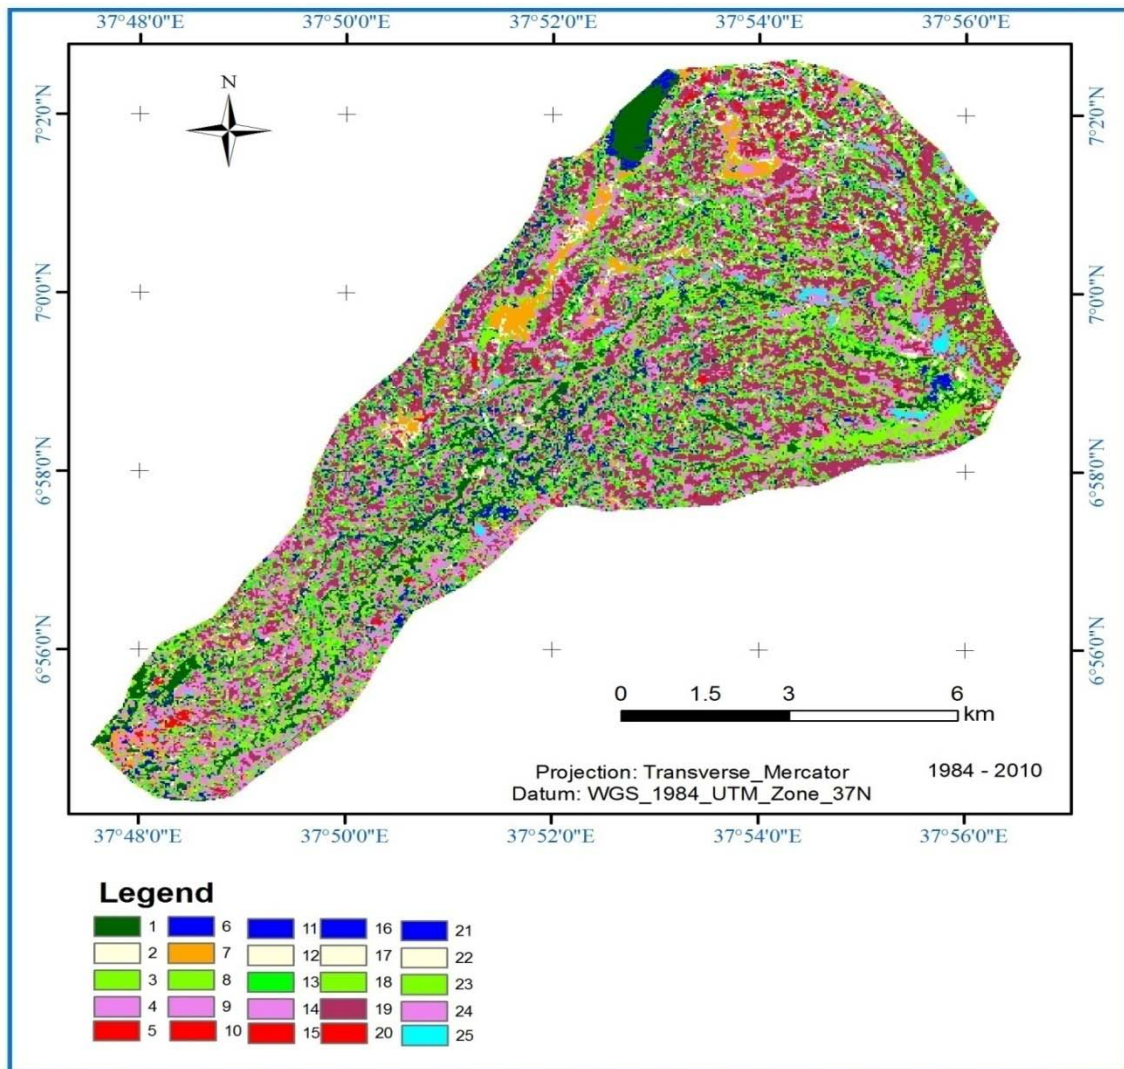 37°48'0"E 37°50'0"E 37°52'0"E 37°54'0"E 37°56'0"E
N
7°2'0"N 7°2'0"N
7°0'0"N 7°0'0"N
6°58'0"N 6°58'0"N
6°56'0"N 6°56'0"N
0 1.5 3 6
km
Projection: Transverse_Mercator 1984 - 2010
Datum: WGS_1984_UTM_Zone_37N
37°48'0"E 37°50'0"E 37°52'0"E 37°54'0"E 37°56'0"E
Legend
1 6 11 16 21
2 7 12 17 22
3 8 13 18 23
4 9 14 19 24
5 10 15 20 25